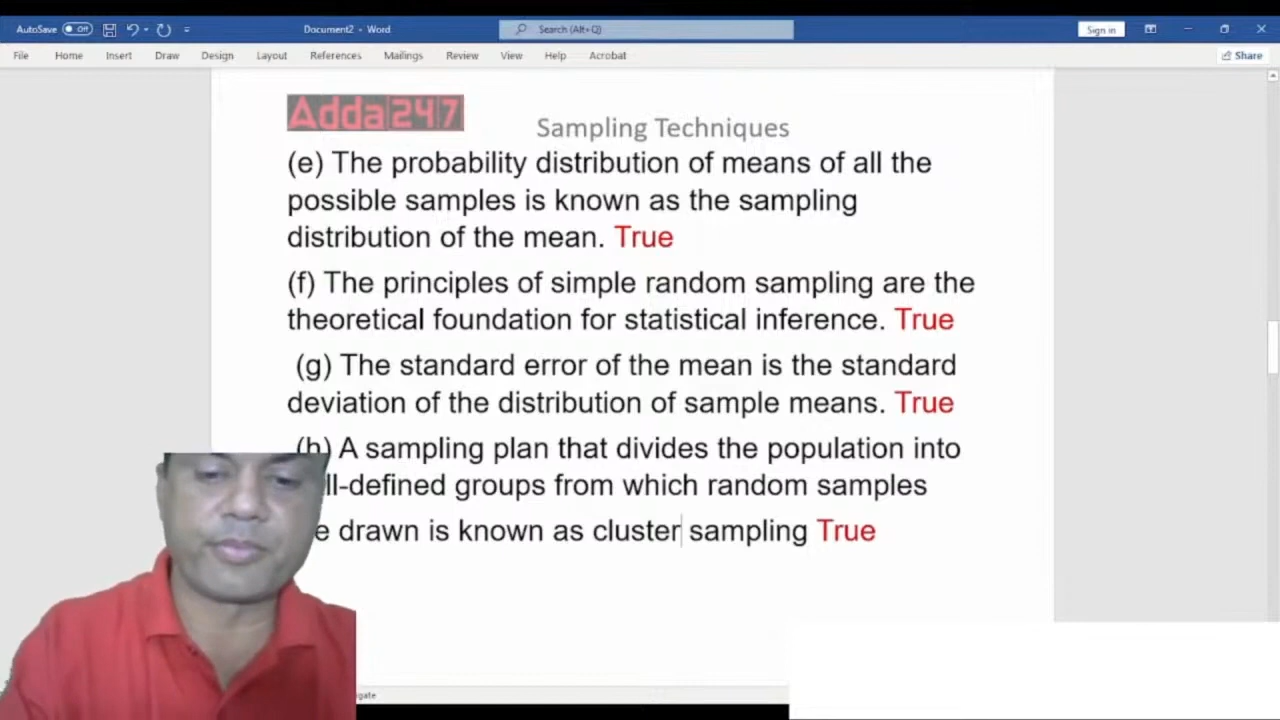 AutoSave Off Document2 - Word Search (Alt+Q) Sign in
File Home Insert Draw Design Layout References Mailings Review View Help Acrobat Share
Adda247
Sampling Techniques
(e) The probability distribution of means of all the
possible samples is known as the sampling
distribution of the mean. True
(f) The principles of simple random sampling are the
theoretical foundation for statistical inference. True
(g) The standard error of the mean is the standard
deviation of the distribution of sample means. True
(h) A sampling plan that divides the population into
ll-defined groups from which random samples
e drawn is known as cluster sampling True